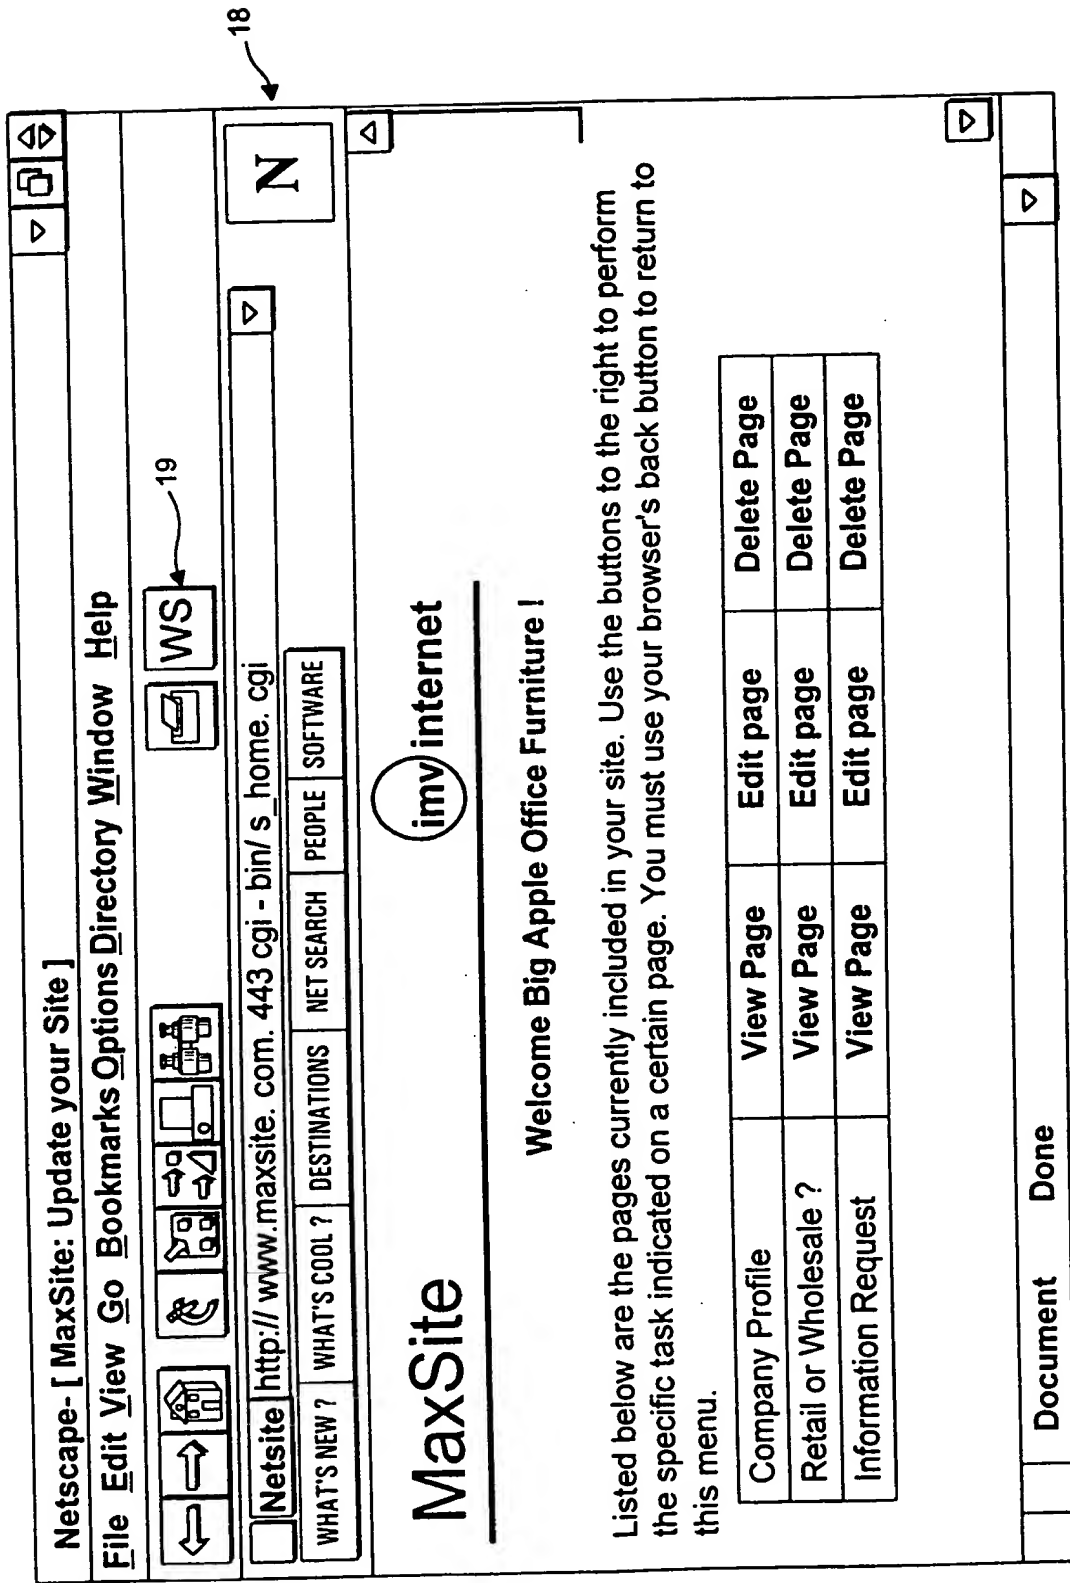 18
Netscape- [ MaxSite: Update your Site ]
File Edit View Go Bookmarks Options Directory Window Help
WS
19
Netsite http:// www.maxsite. com. 443 cgi - bin/ s_home. cgi
N
WHAT'S NEW ? WHAT'S COOL ? DESTINATIONS NET SEARCH PEOPLE SOFTWARE
MaxSite imv internet
Welcome Big Apple Office Furniture !
Listed below are the pages currently included in your site. Use the buttons to the right to perform
the specific task indicated on a certain page. You must use your browser's back button to return to
this menu.
Company Profile View Page Edit page Delete Page
Retail or Wholesale ? View Page Edit page Delete Page
Information Request View Page Edit page Delete Page
Document Done